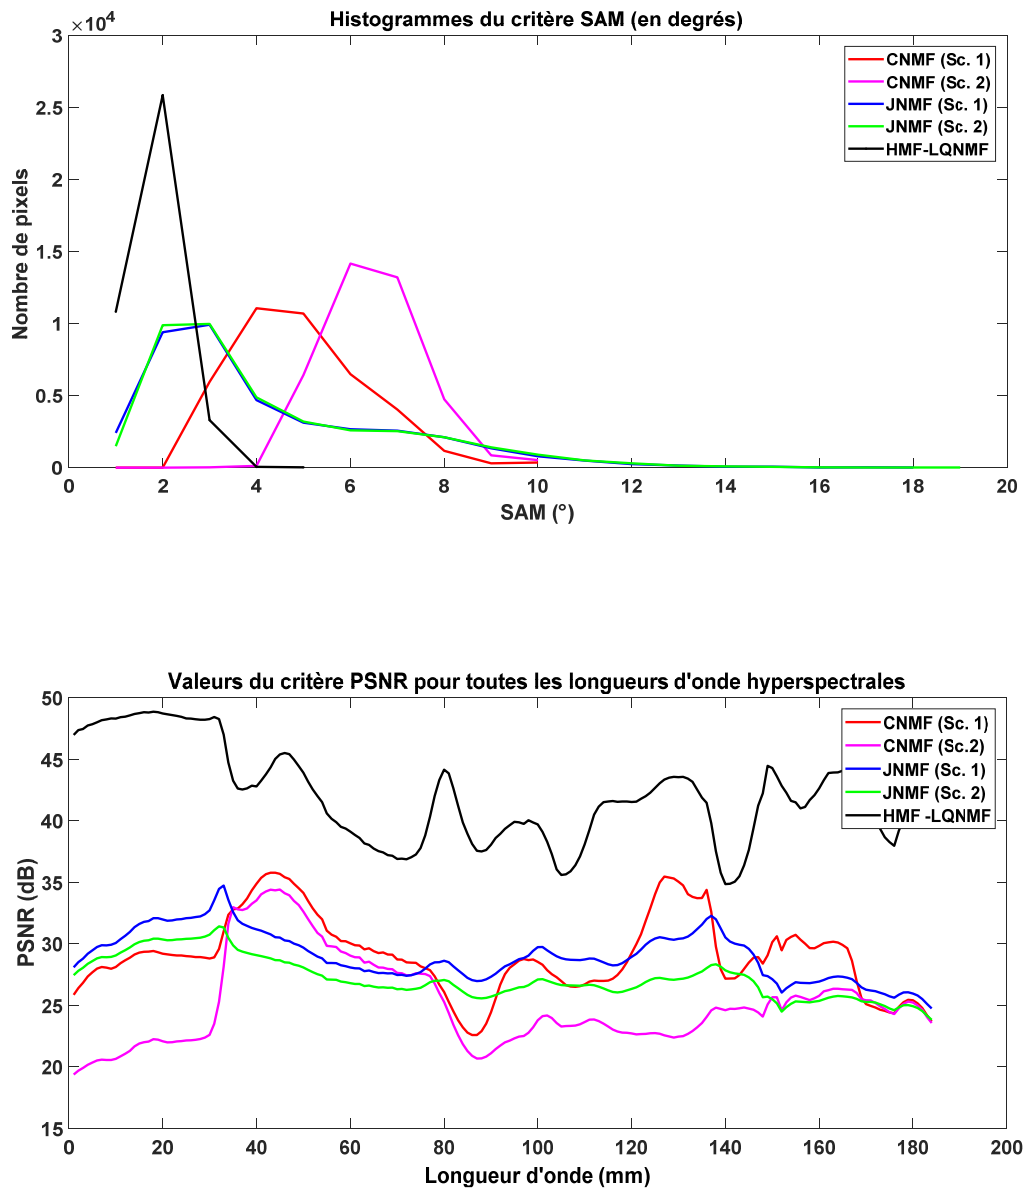 Histogrammes du critère SAM (en degrés)
×10^4
3
2.5
2
1.5
1
0.5
0
Nombre de pixels
CNMF (Sc. 1)
CNMF (Sc. 2)
JNMF (Sc. 1)
JNMF (Sc. 2)
HMF-LQNMF
0 2 4 6 8 10 12 14 16 18 20
SAM (°)
Valeurs du critère PSNR pour toutes les longueurs d'onde hyperspectrales
50
45
40
35
30
25
20
15
PSNR (dB)
CNMF (Sc. 1)
CNMF (Sc.2)
JNMF (Sc. 1)
JNMF (Sc. 2)
HMF -LQNMF
0 20 40 60 80 100 120 140 160 180 200
Longueur d'onde (mm)